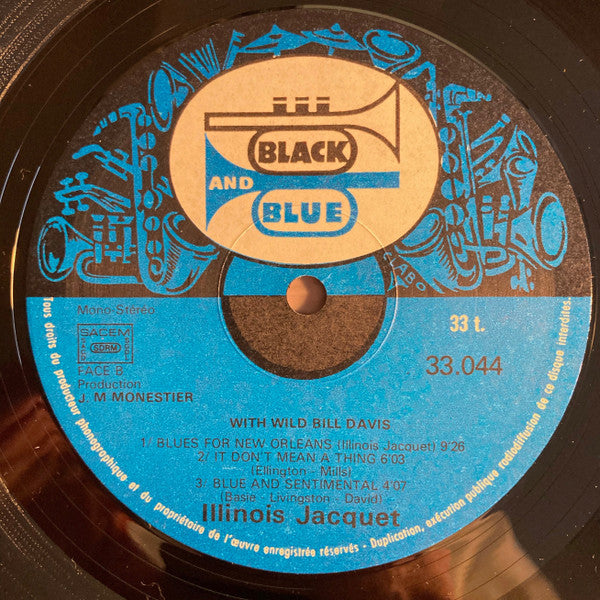 BLACK
AND
BLUE
CLABO
Mono-Stéréo
SACEM
SDRM
FACE B
Production
J. M MONESTIER
33 t.
33.044
WITH WILD BILL DAVIS
1/ BLUES FOR NEW ORLEANS (Illinois Jacquet) 9'26
2/ IT DON'T MEAN A THING 6'03
(Ellington - Mills)
3. BLUE AND SENTIMENTAL 4'07
(Basie - Livingston - David)
Illinois Jacquet
Tous droits du producteur phonographique et du propriétaire de l'œuvre enregistrée réservés - Duplication, exécution publique radiodiffusion de ce disque interdites.